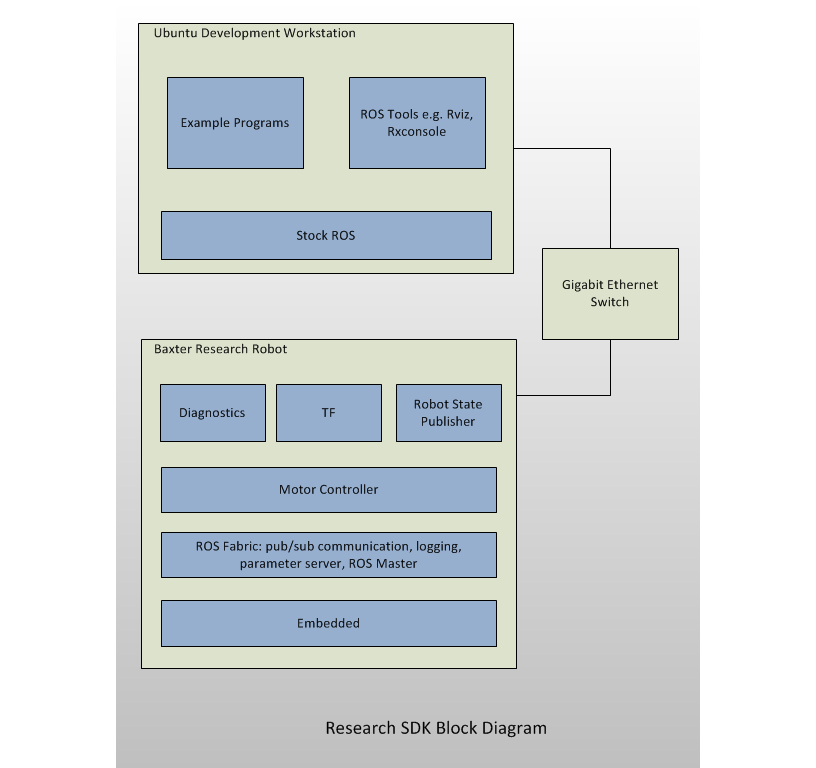 Ubuntu Development Workstation
Example Programs
ROS Tools e.g. Rviz,
Rxconsole
Stock ROS
Gigabit Ethernet
Switch
Baxter Research Robot
Diagnostics
TF
Robot State
Publisher
Motor Controller
ROS Fabric: pub/sub communication, logging,
parameter server, ROS Master
Embedded
Research SDK Block Diagram